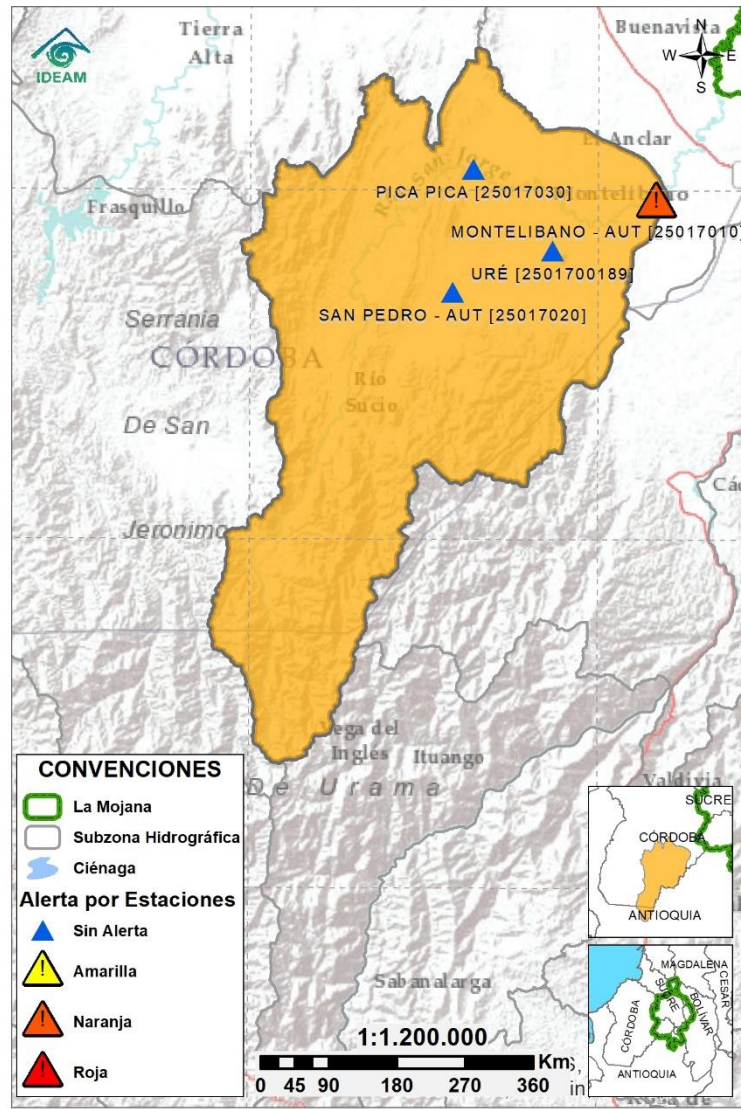 Tierra
Alta
Buenavista
IDEAM
N
W E
S
El Anclar
PICA PICA [25017030]
Montelibano
Frasquillo
MONTELIBANO - AUT [25017010]
URÉ [2501700189]
SAN PEDRO - AUT [25017020]
Serrania
CORDOBA
Río
Sucio
De San
Jeronimo
Vega del
Ingles
Ituango
De Urama
Valdivia
CONVENCIONES
La Mojana
Subzona Hidrográfica
Ciénaga
Alerta por Estaciones
Sin Alerta
Amarilla
Naranja
Roja
Sabanalarga
1:1.200.000
Km
0 45 90 180 270 360
SUCRE
CÓRDOBA
ANTIOQUIA
MAGDALENA
CESAR
SUCRE
BOLÍVAR
CÓRDOBA
ANTIOQUIA